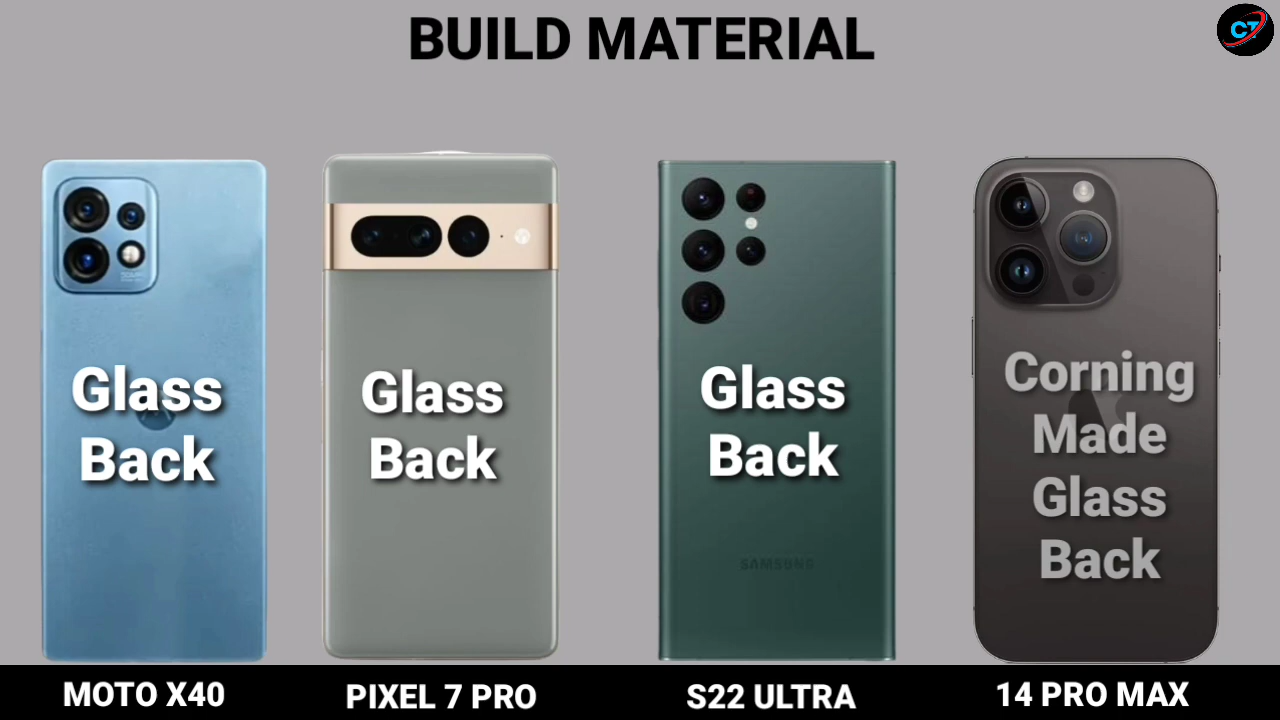 BUILD MATERIAL
CT
Glass
Back
Glass
Back
Glass
Back
SAMSUNG
Corning
Made
Glass
Back
MOTO X40
PIXEL 7 PRO
S22 ULTRA
14 PRO MAX